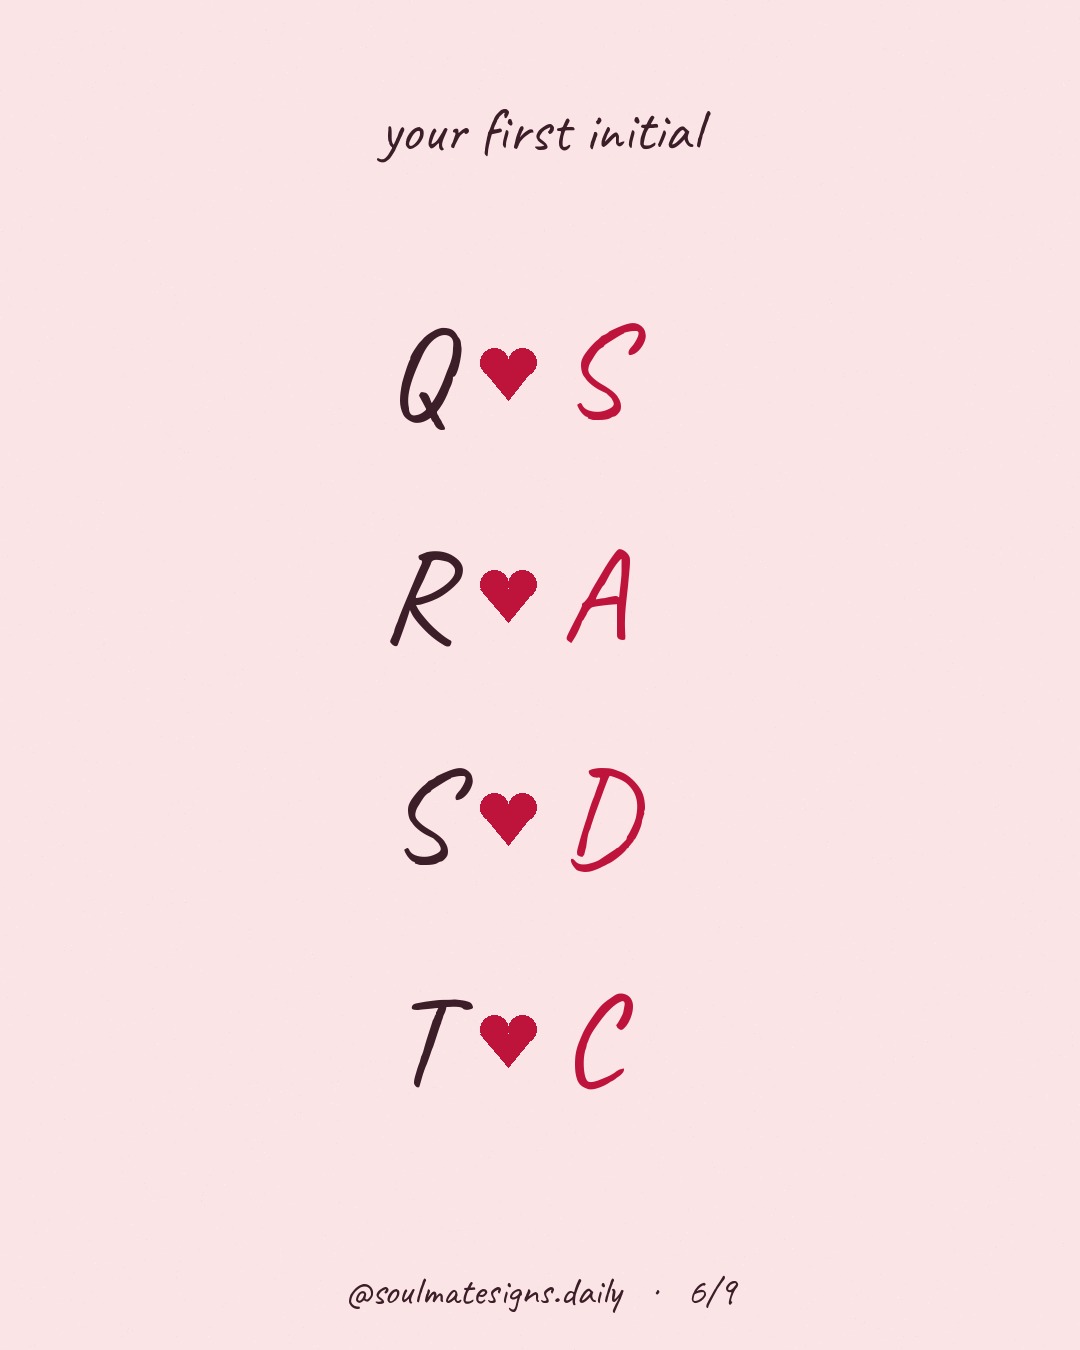 your first initial
Q ♥ S
R ♥ A
S ♥ D
T ♥ C
@soulmatesigns.daily · 6/9